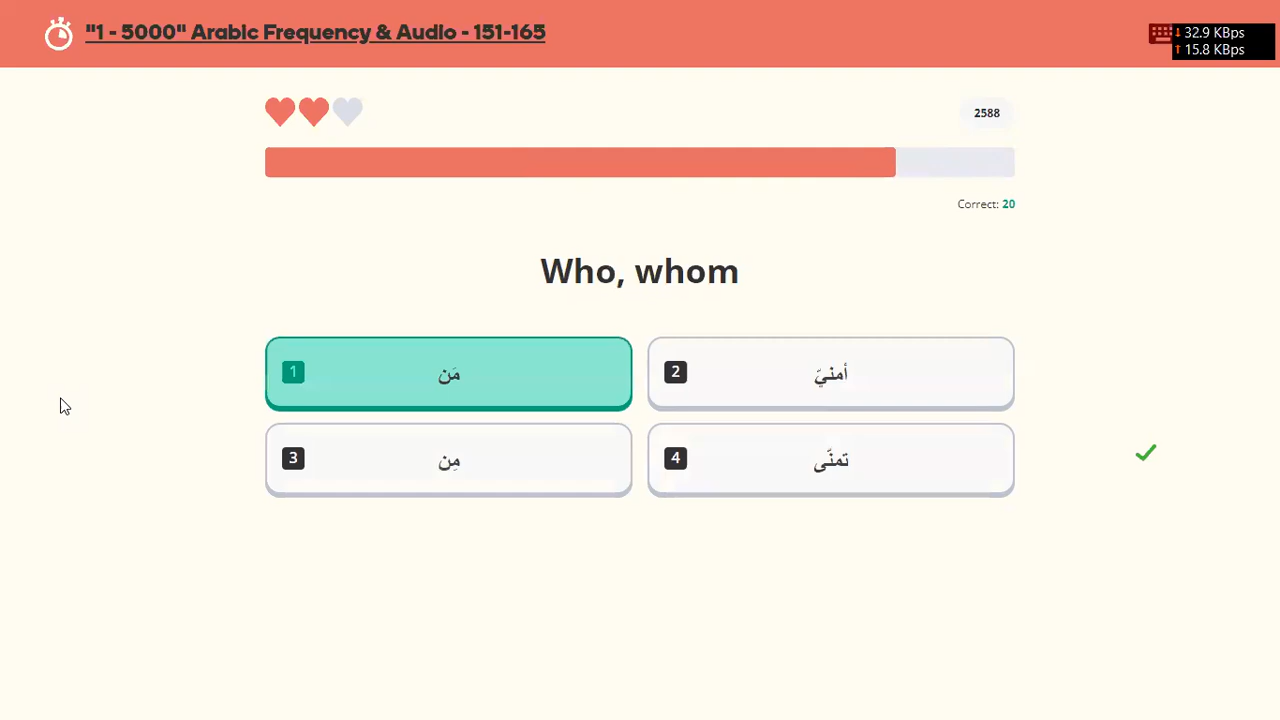 "1 - 5000" Arabic Frequency & Audio - 151-165
↓ 32.9 KBps
↑ 15.8 KBps
2588
Correct: 20
Who, whom
1 مَن
2 أمنيّ
3 مِن
4 تمنّى